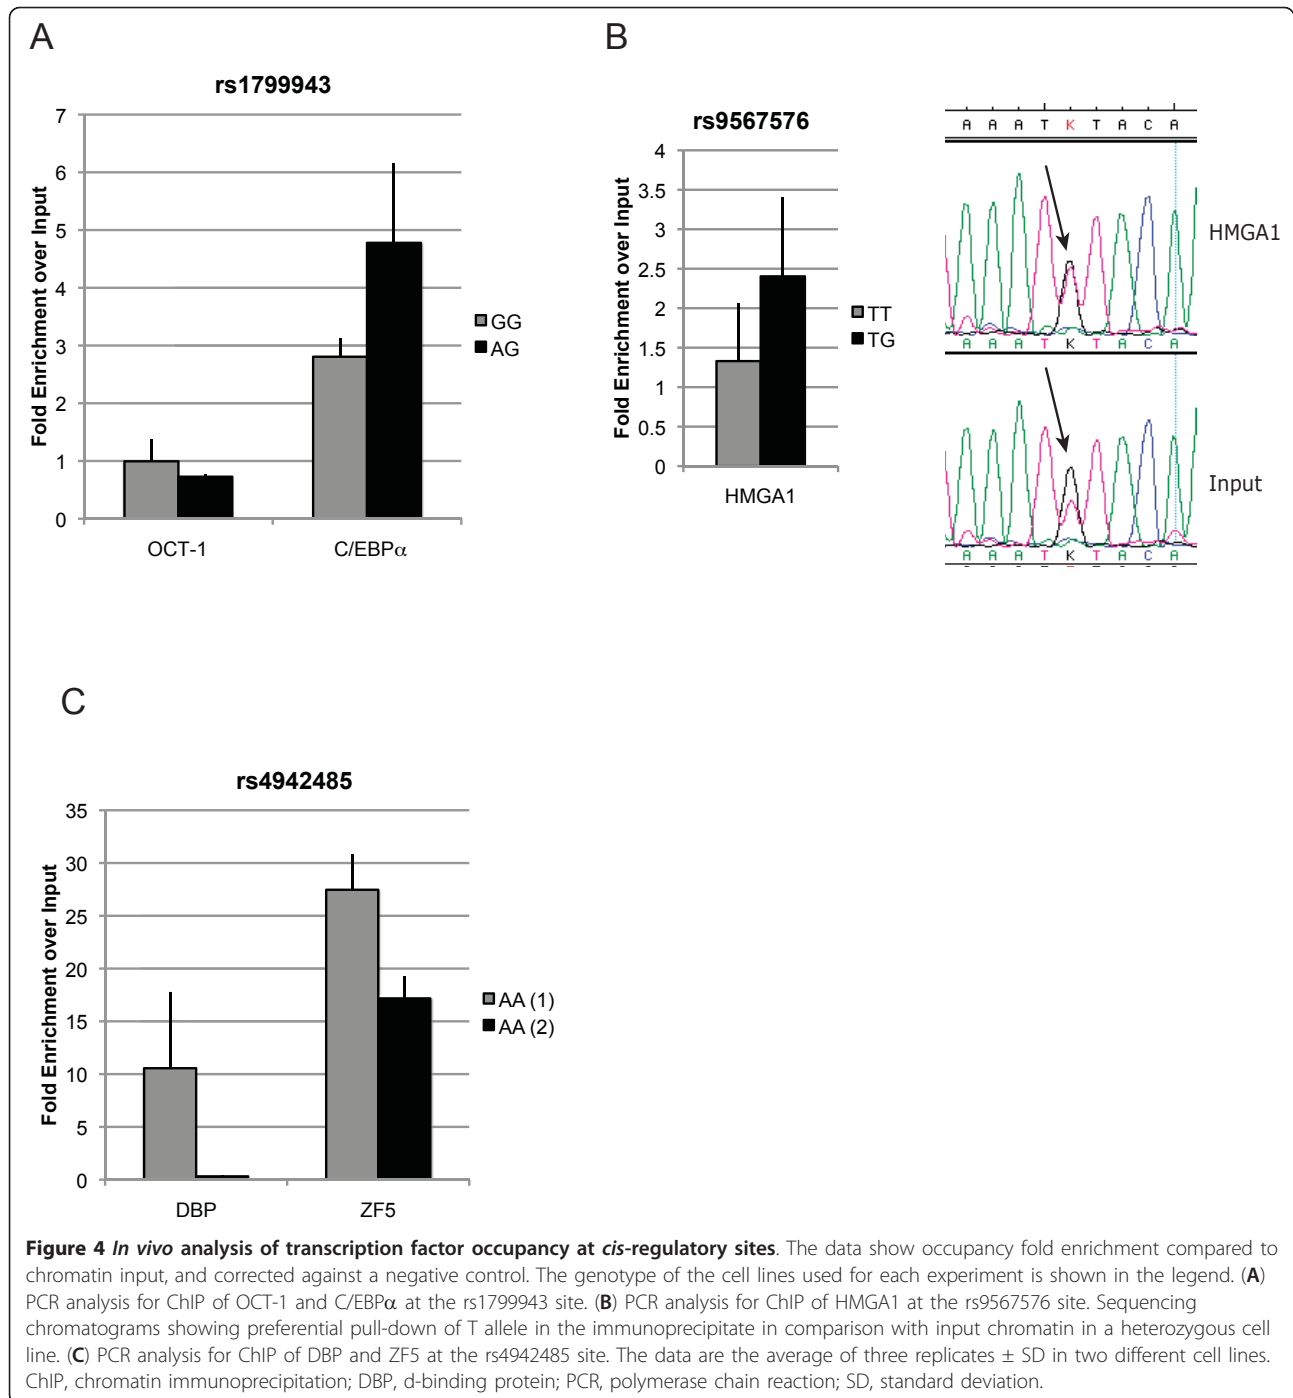 A
rs1799943
Fold Enrichment over Input
7
6
5
4
3
2
1
0
OCT-1
C/EBPα
GG
AG
B
rs9567576
Fold Enrichment over Input
4
3.5
3
2.5
2
1.5
1
0.5
0
HMGA1
TT
TG
A A A T K T A C A
HMGA1
A A A T K T A C A
Input
A A A T K T A C A
C
rs4942485
Fold Enrichment over Input
35
30
25
20
15
10
5
0
DBP
ZF5
AA (1)
AA (2)
Figure 4 In vivo analysis of transcription factor occupancy at cis-regulatory sites. The data show occupancy fold enrichment compared to
chromatin input, and corrected against a negative control. The genotype of the cell lines used for each experiment is shown in the legend. (A)
PCR analysis for ChIP of OCT-1 and C/EBPα at the rs1799943 site. (B) PCR analysis for ChIP of HMGA1 at the rs9567576 site. Sequencing
chromatograms showing preferential pull-down of T allele in the immunoprecipitate in comparison with input chromatin in a heterozygous cell
line. (C) PCR analysis for ChIP of DBP and ZF5 at the rs4942485 site. The data are the average of three replicates ± SD in two different cell lines.
ChIP, chromatin immunoprecipitation; DBP, d-binding protein; PCR, polymerase chain reaction; SD, standard deviation.